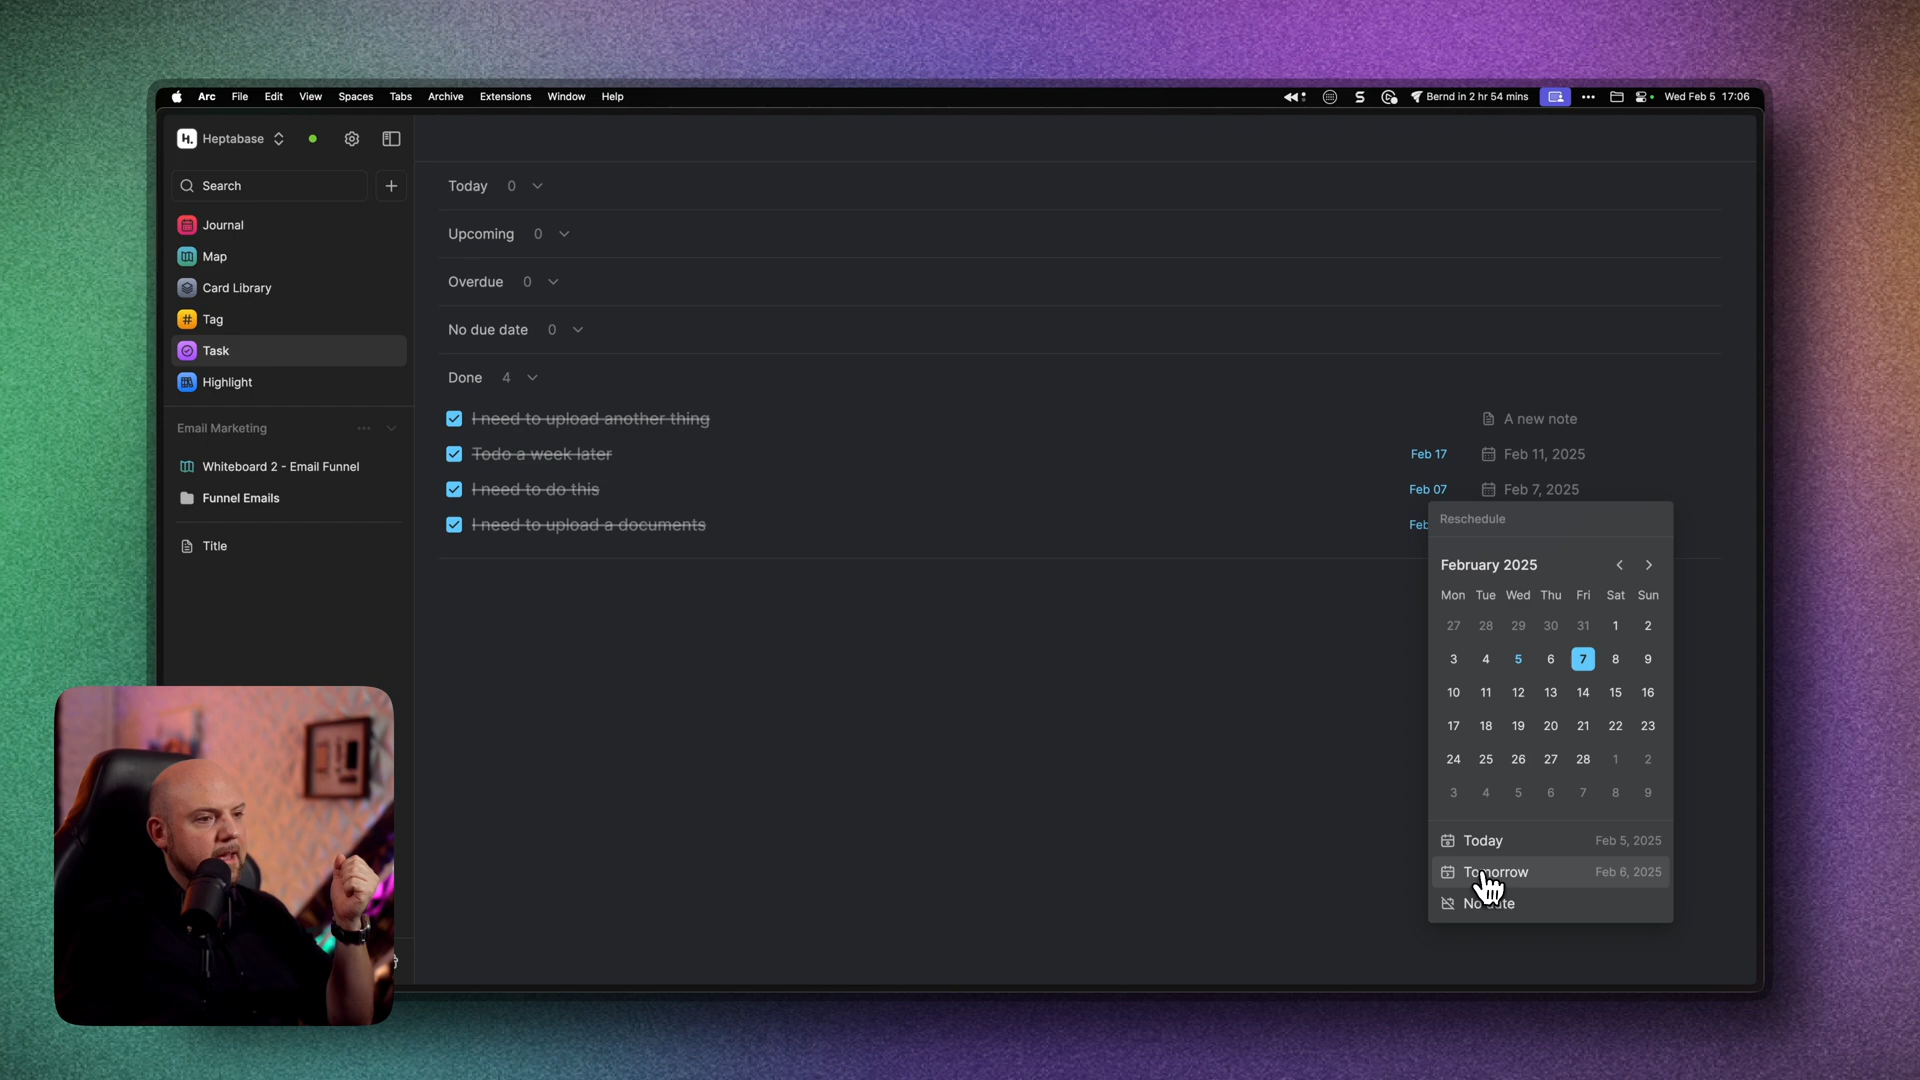 Arc File Edit View Spaces Tabs Archive Extensions Window Help Bernd in 2 hr 54 mins Wed Feb 5 17:06
Heptabase
Search
Journal
Map
Card Library
Tag
Task
Highlight
Email Marketing
Whiteboard 2 - Email Funnel
Funnel Emails
Title
Today 0
Upcoming 0
Overdue 0
No due date 0
Done 4
I need to upload another thing A new note
Todo a week later Feb 17 Feb 11, 2025
I need to do this Feb 07 Feb 7, 2025
I need to upload a documents Feb
Reschedule
February 2025
Mon Tue Wed Thu Fri Sat Sun
27 28 29 30 31 1 2
3 4 5 6 7 8 9
10 11 12 13 14 15 16
17 18 19 20 21 22 23
24 25 26 27 28 1 2
3 4 5 6 7 8 9
Today Feb 5, 2025
Tomorrow Feb 6, 2025
No date